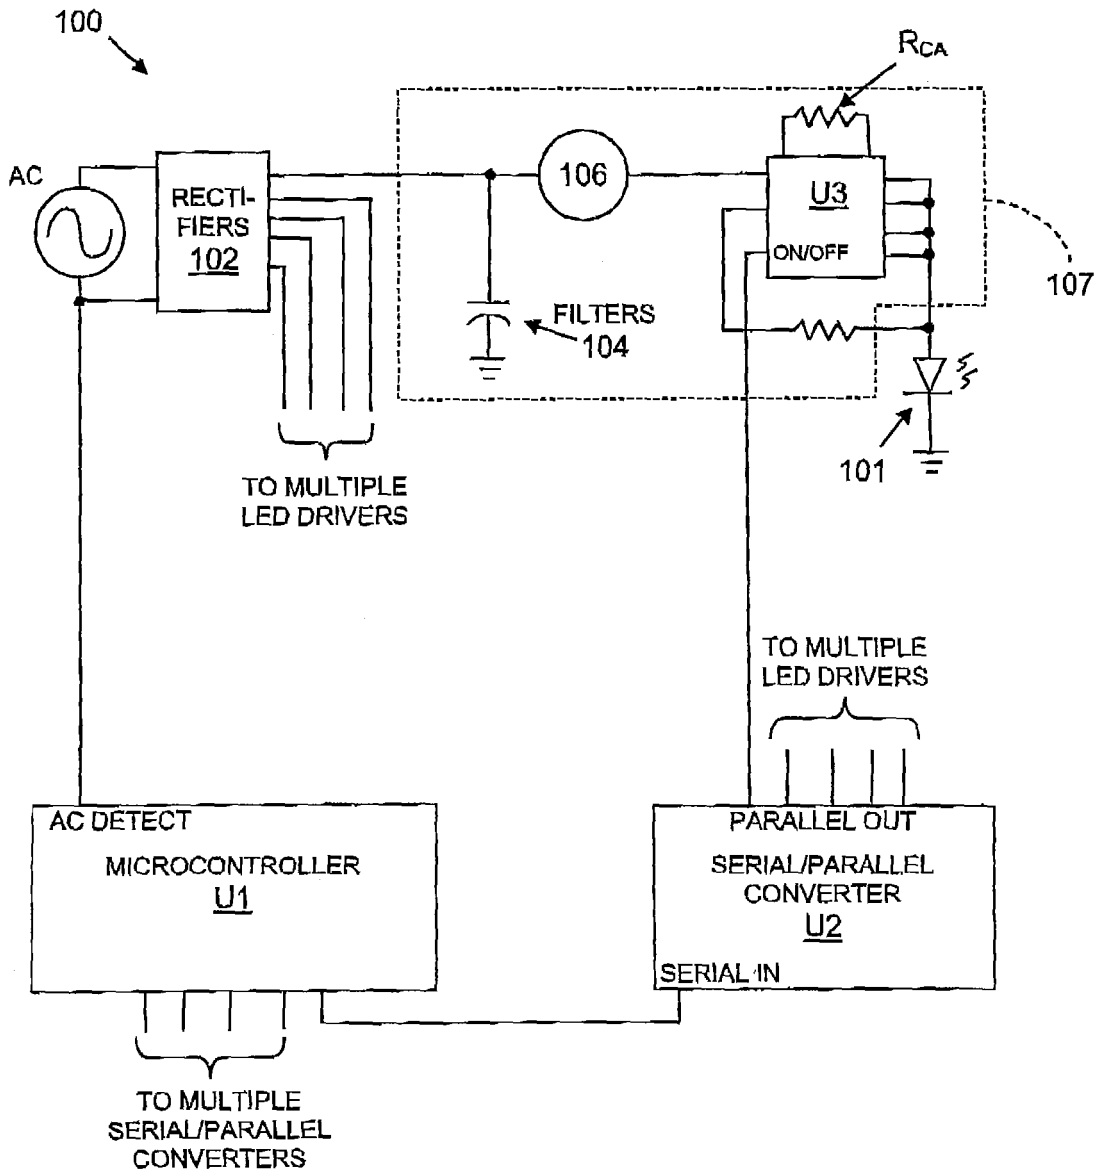 100
RCA
AC
RECTI-
FIERS
102
106
U3
ON/OFF
107
FILTERS
104
101
TO MULTIPLE
LED DRIVERS
TO MULTIPLE
LED DRIVERS
AC DETECT
MICROCONTROLLER
U1
PARALLEL OUT
SERIAL/PARALLEL
CONVERTER
U2
SERIAL IN
TO MULTIPLE
SERIAL/PARALLEL
CONVERTERS